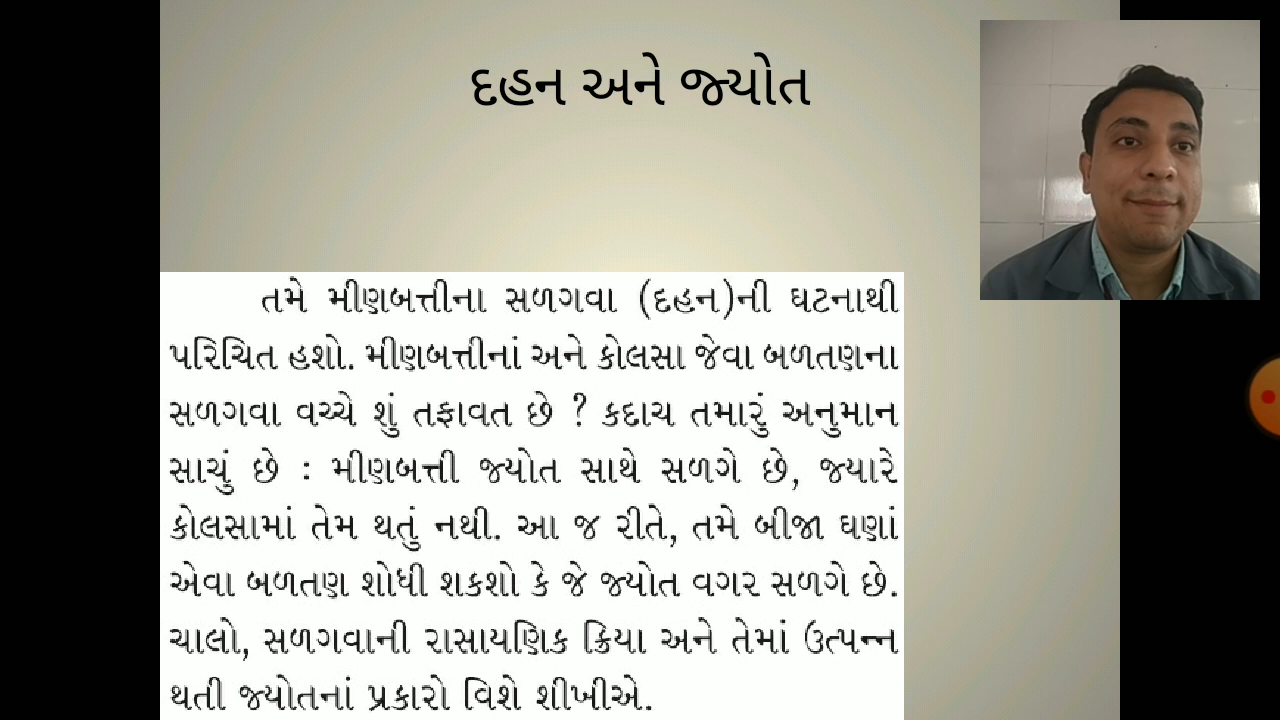 દહન અને જ્યોત
તમે મીણબત્તીના સળગવા (દહન)ની ઘટનાથી
પરિચિત હશો. મીણબત્તીનાં અને કોલસા જેવા બળતણના
સળગવા વચ્ચે શું તફાવત છે ? કદાચ તમારું અનુમાન
સાચું છે : મીણબત્તી જ્યોત સાથે સળગે છે, જ્યારે
કોલસામાં તેમ થતું નથી. આ જ રીતે, તમે બીજા ઘણાં
એવા બળતણ શોધી શકશો કે જે જ્યોત વગર સળગે છે.
ચાલો, સળગવાની રાસાયણિક ક્રિયા અને તેમાં ઉત્પન્ન
થતી જ્યોતનાં પ્રકારો વિશે શીખીએ.